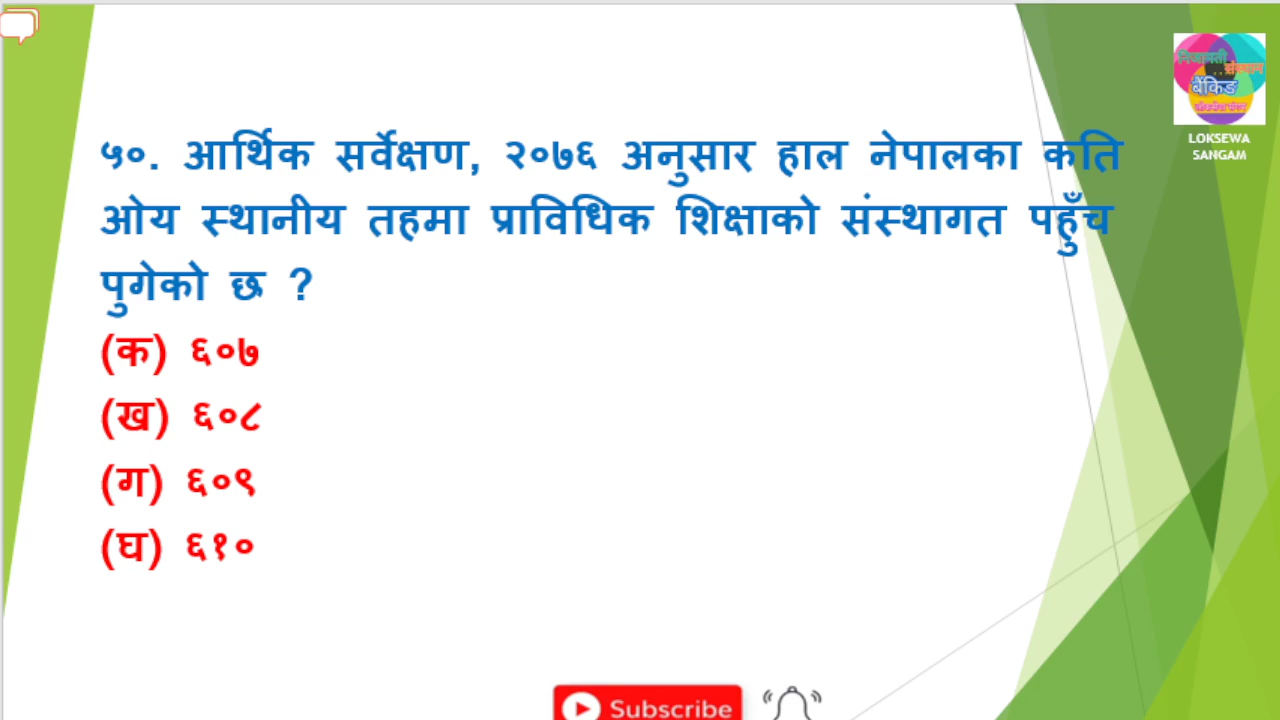 निजामती
संस्थान
बैंकिङ
LOKSEWA
SANGAM
५०. आर्थिक सर्वेक्षण, २०७६ अनुसार हाल नेपालका कति
ओय स्थानीय तहमा प्राविधिक शिक्षाको संस्थागत पहुँच
पुगेको छ ?
(क) ६०७
(ख) ६०८
(ग) ६०९
(घ) ६१०
Subscribe